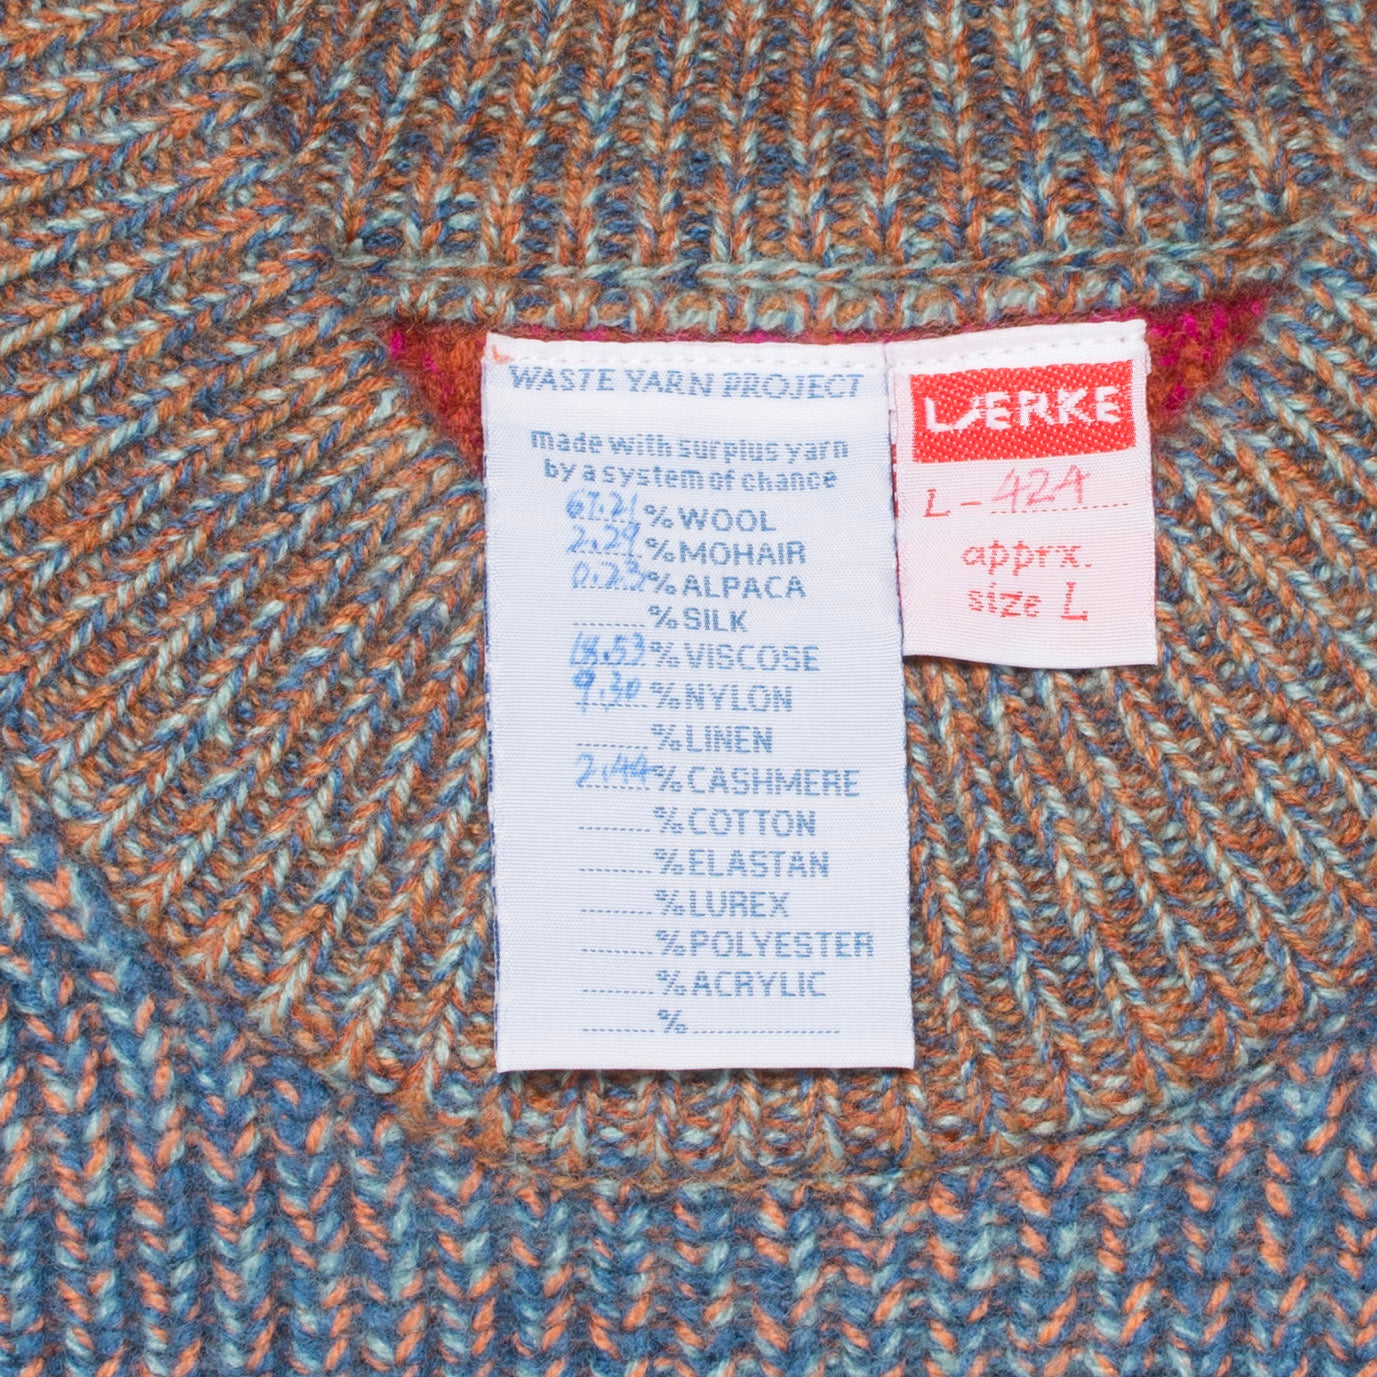 WASTE YARN PROJECT
made with surplus yarn
by a system of chance
67.21 % WOOL
2.29 % MOHAIR
0.23 % ALPACA
% SILK
18.53 % VISCOSE
9.30 % NYLON
% LINEN
2.44 % CASHMERE
% COTTON
% ELASTAN
% LUREX
% POLYESTER
% ACRYLIC
%
L - 424
apprx.
size L